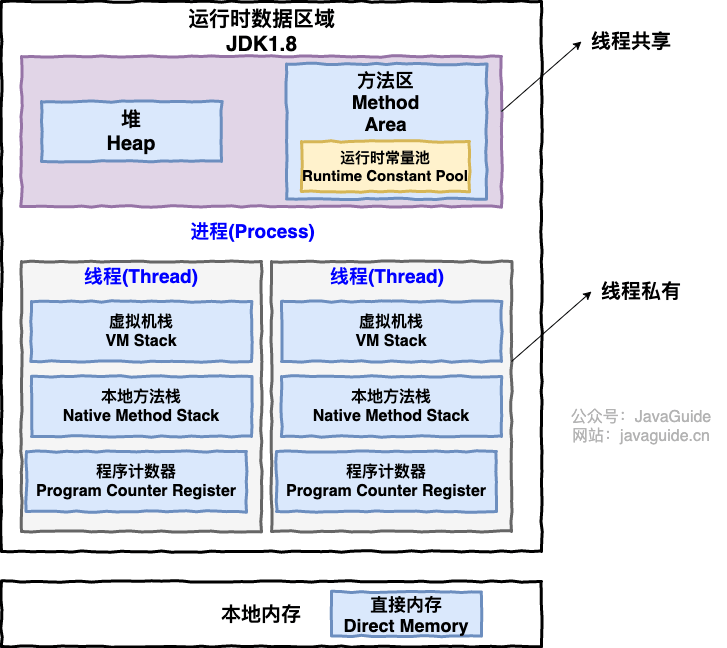 运行时数据区域
JDK1.8
线程共享
堆
Heap
方法区
Method
Area
运行时常量池
Runtime Constant Pool
进程(Process)
线程(Thread)
虚拟机栈
VM Stack
本地方法栈
Native Method Stack
程序计数器
Program Counter Register
线程(Thread)
虚拟机栈
VM Stack
本地方法栈
Native Method Stack
程序计数器
Program Counter Register
线程私有
公众号：JavaGuide
网站：javaguide.cn
本地内存
直接内存
Direct Memory